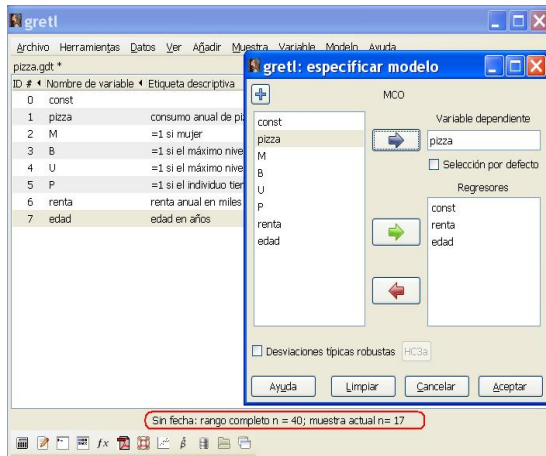 gretl
Archivo Herramientas Datos Ver Añadir Muestra Variable Modelo Ayuda
pizza.gdt *
ID # Nombre de variable Etiqueta descriptiva
0 const
1 pizza consumo anual de
2 M =1 si mujer
3 B =1 si el máximo nive
4 U =1 si el máximo nive
5 P =1 si el individuo tier
6 renta renta anual en miles
7 edad edad en años
Sin fecha: rango completo n = 40; muestra actual n= 17
fx
β
gretl: especificar modelo
MCO
const
pizza
M
B
U
P
renta
edad
Variable dependiente
pizza
Selección por defecto
Regresores
const
renta
edad
Desviaciones típicas robustas HC3a
Ayuda Limpiar Cancelar Aceptar